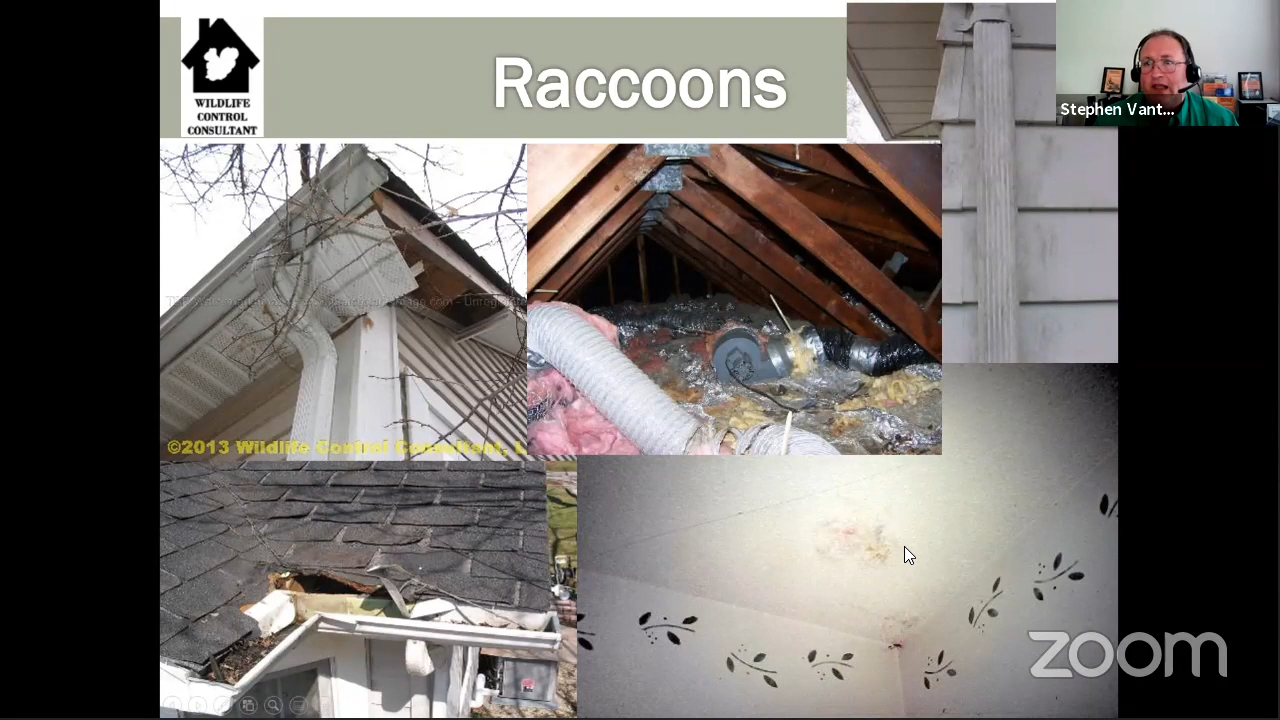 Raccoons
WILDLIFE
CONTROL
CONSULTANT
Stephen Vant...
©2013 Wildlife Control Consultant, L
zoom